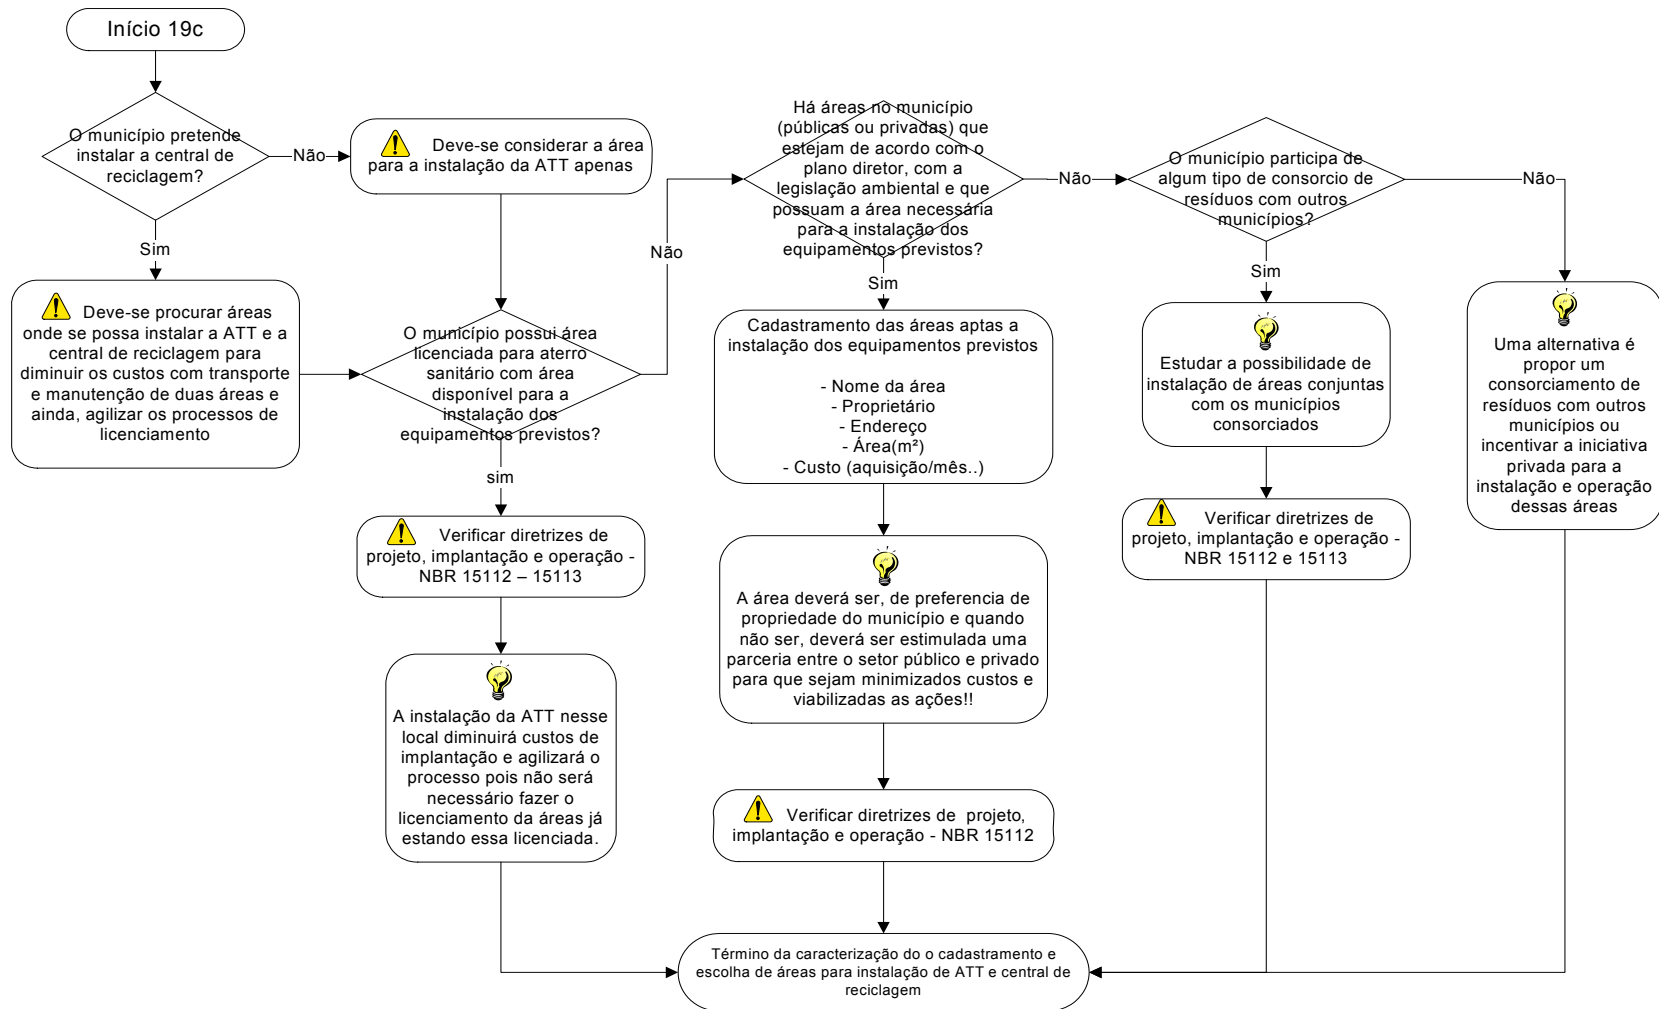 Início 19c
O município pretende
instalar a central de
reciclagem?
Não
Sim
Deve-se considerar a área
para a instalação da ATT apenas
Deve-se procurar áreas
onde se possa instalar a ATT e a
central de reciclagem para
diminuir os custos com transporte
e manutenção de duas áreas e
ainda, agilizar os processos de
licenciamento
O município possui área
licenciada para aterro
sanitário com área
disponível para a
instalação dos
equipamentos previstos?
Não
sim
Verificar diretrizes de
projeto, implantação e operação -
NBR 15112 – 15113
A instalação da ATT nesse
local diminuirá custos de
implantação e agilizará o
processo pois não será
necessário fazer o
licenciamento da áreas já
estando essa licenciada.
Há áreas no município
(públicas ou privadas) que
estejam de acordo com o
plano diretor, com a
legislação ambiental e que
possuam a área necessária
para a instalação dos
equipamentos previstos?
Não
Sim
Cadastramento das áreas aptas a
instalação dos equipamentos previstos
- Nome da área
- Proprietário
- Endereço
- Área(m²)
- Custo (aquisição/mês..)
A área deverá ser, de preferencia de
propriedade do município e quando
não ser, deverá ser estimulada uma
parceria entre o setor público e privado
para que sejam minimizados custos e
viabilizadas as ações!!
Verificar diretrizes de projeto,
implantação e operação - NBR 15112
O município participa de
algum tipo de consorcio de
resíduos com outros
municípios?
Não
Sim
Estudar a possibilidade de
instalação de áreas conjuntas
com os municípios
consorciados
Verificar diretrizes de
projeto, implantação e operação -
NBR 15112 e 15113
Uma alternativa é
propor um
consorciamento de
resíduos com outros
municípios ou
incentivar a iniciativa
privada para a
instalação e operação
dessas áreas
Término da caracterização do o cadastramento e
escolha de áreas para instalação de ATT e central de
reciclagem